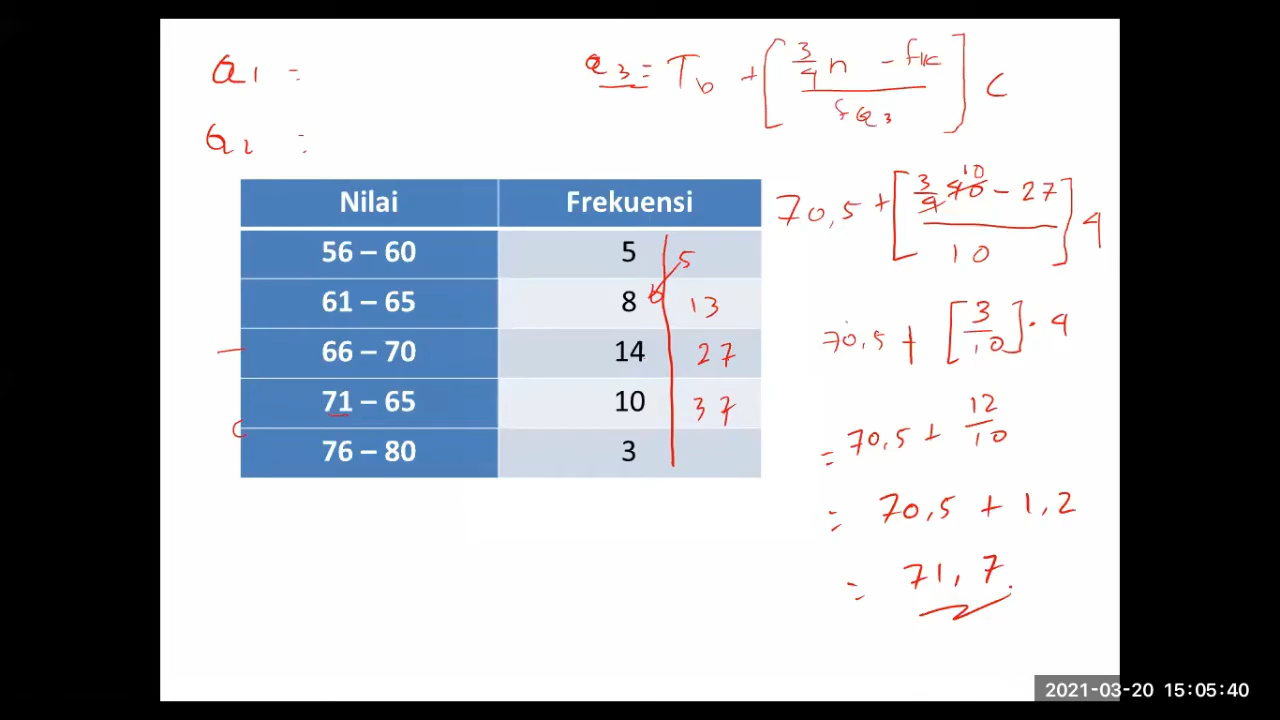 Q1 =
Q2 =
Q3 = Tb + [ 3/4 n - fk / fQ3 ] C
Nilai Frekuensi
56 – 60 5 5
61 – 65 8 13
66 – 70 14 27
71 – 65 10 37
76 – 80 3
70,5 + [ 3/4 40 10 - 27 / 10 ] 4
70,5 + [ 3/10 ] . 4
= 70,5 + 12/10
= 70,5 + 1,2
= 71,7
2021-03-20 15:05:40